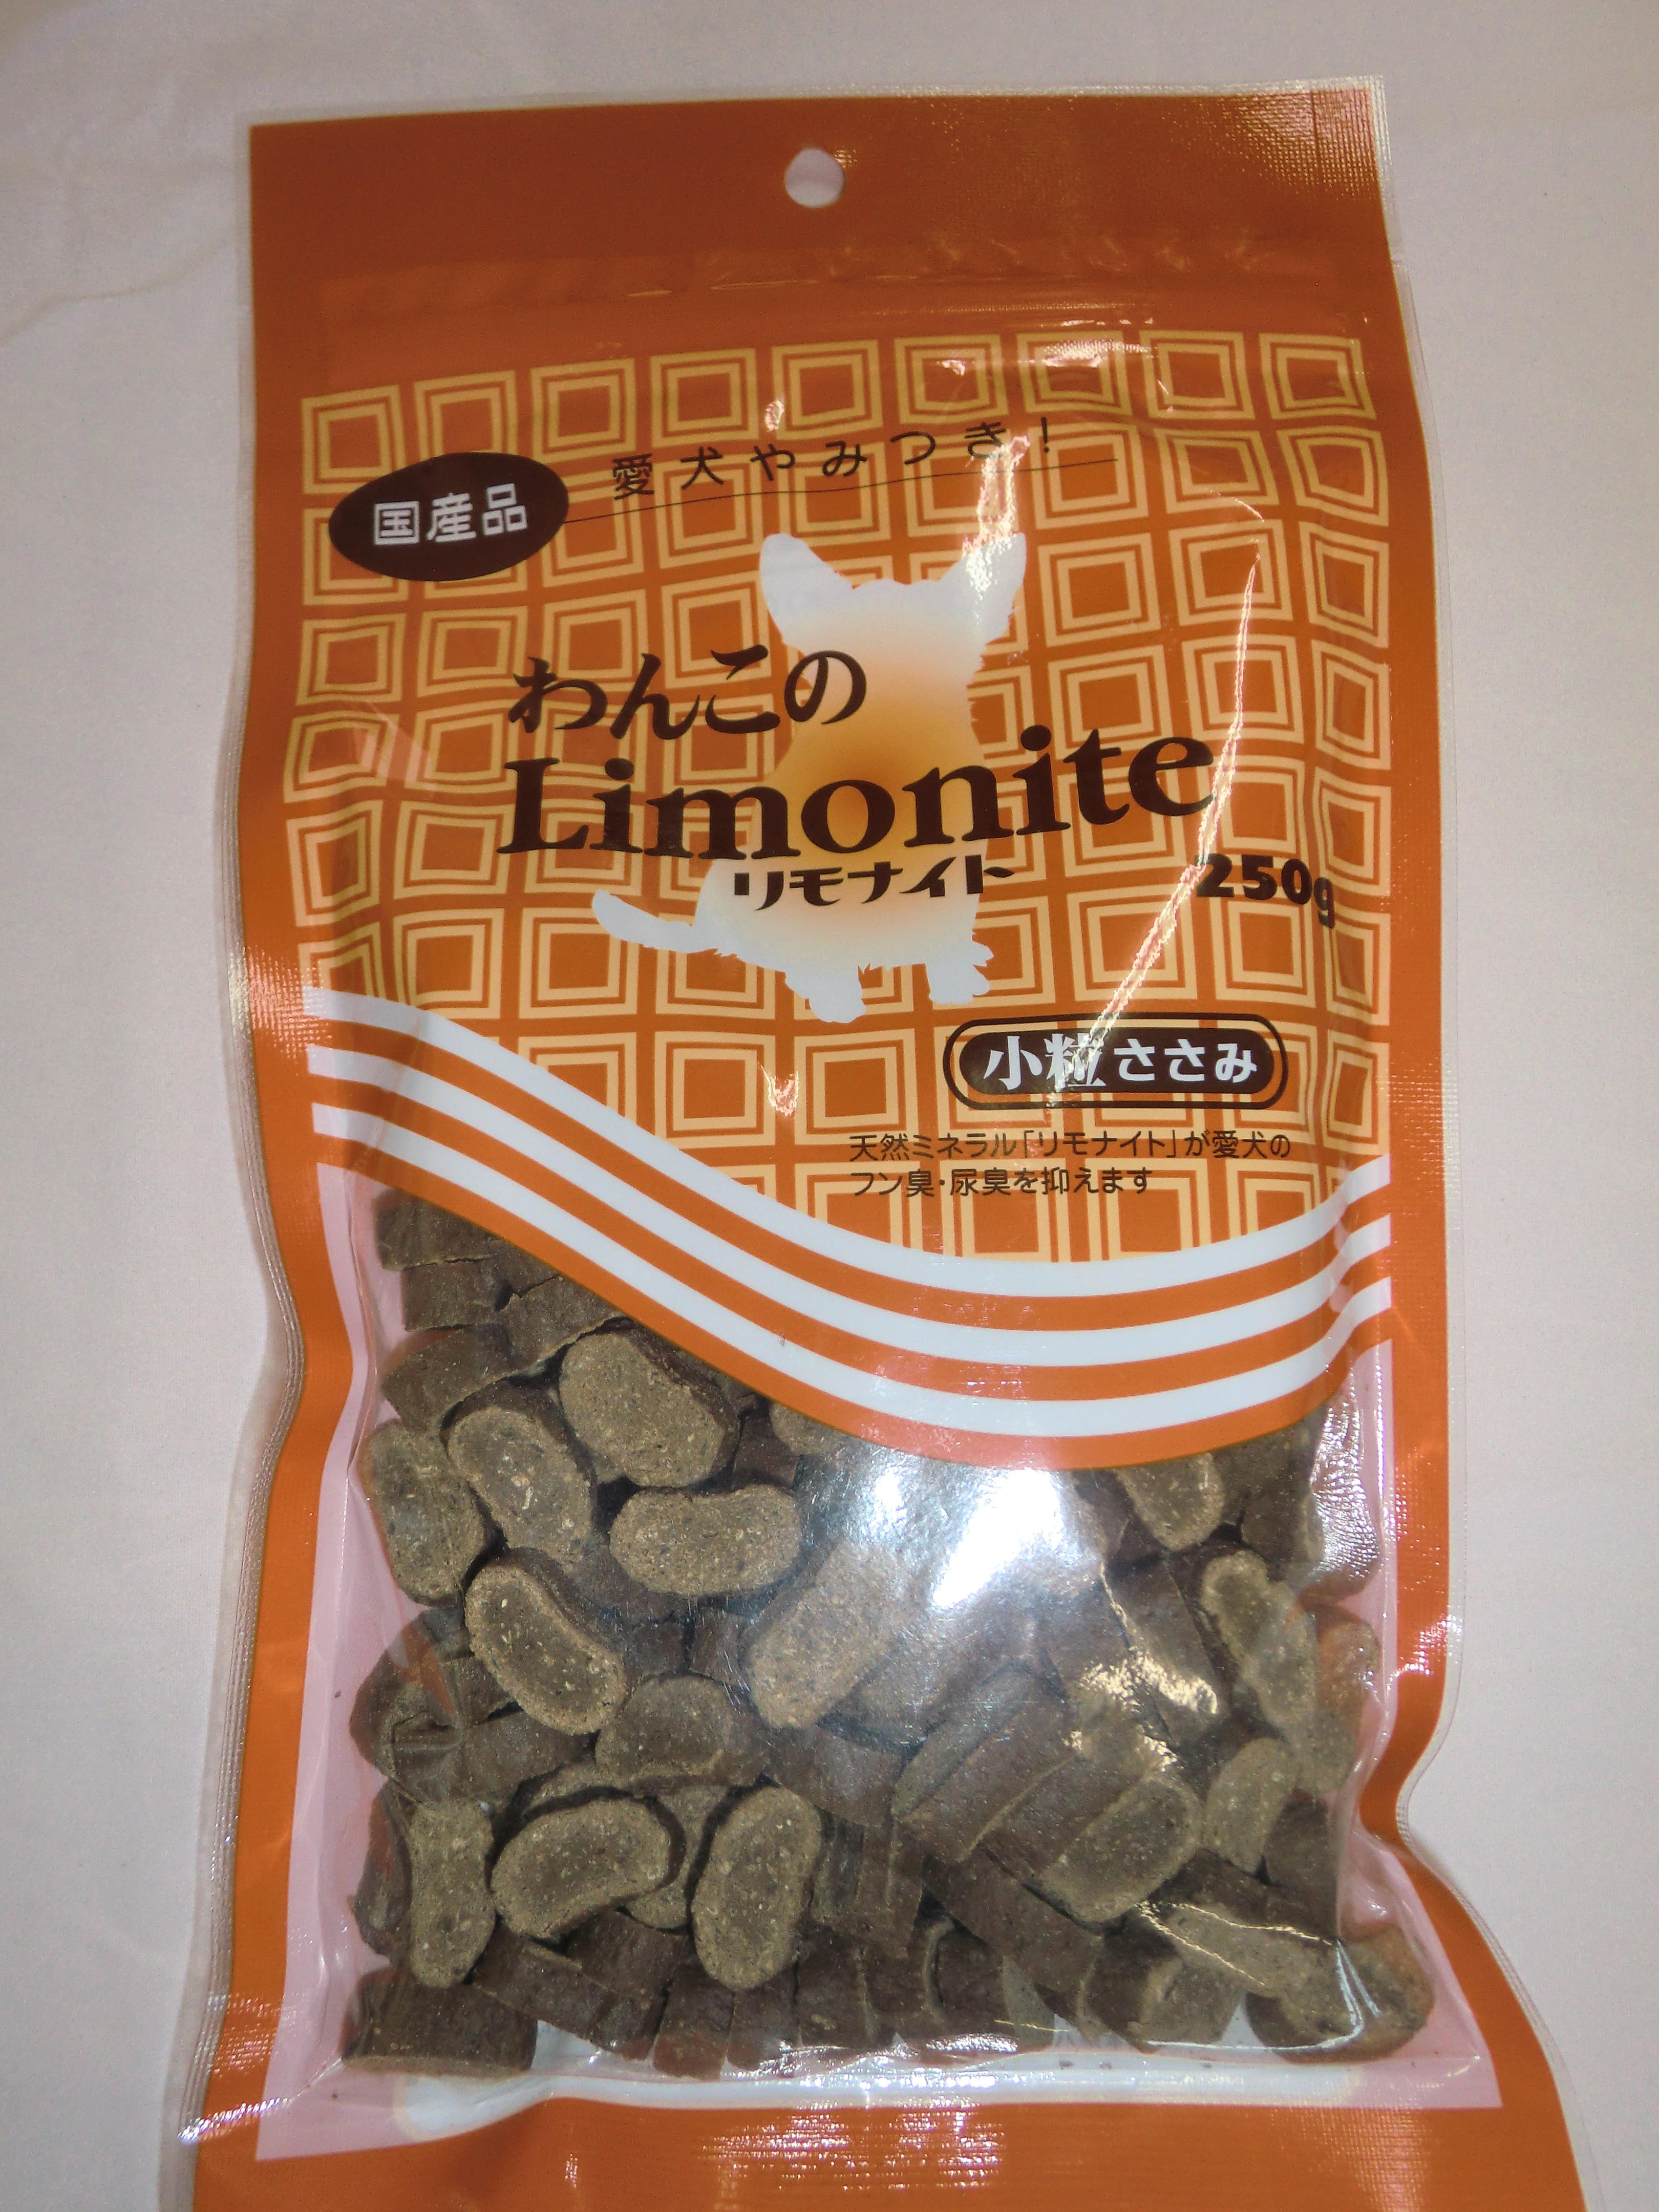 愛犬やみつき!
国産品
わんこの
Limonite
リモナイト
250g
小粒ささみ
天然ミネラル「リモナイト」が愛犬の
フン臭・尿臭を抑えます